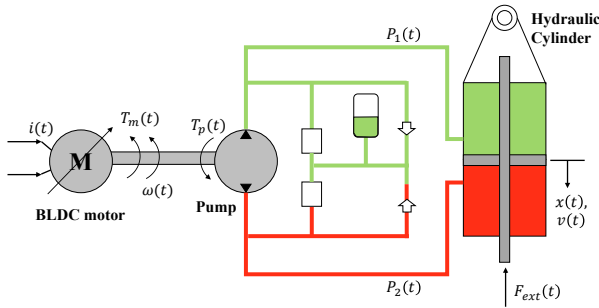 Hydraulic
Cylinder
P₁(t)
i(t)
Tₘ(t)
Tₚ(t)
M
ω(t)
BLDC motor
Pump
x(t),
v(t)
P₂(t)
Fₑₓₜ(t)